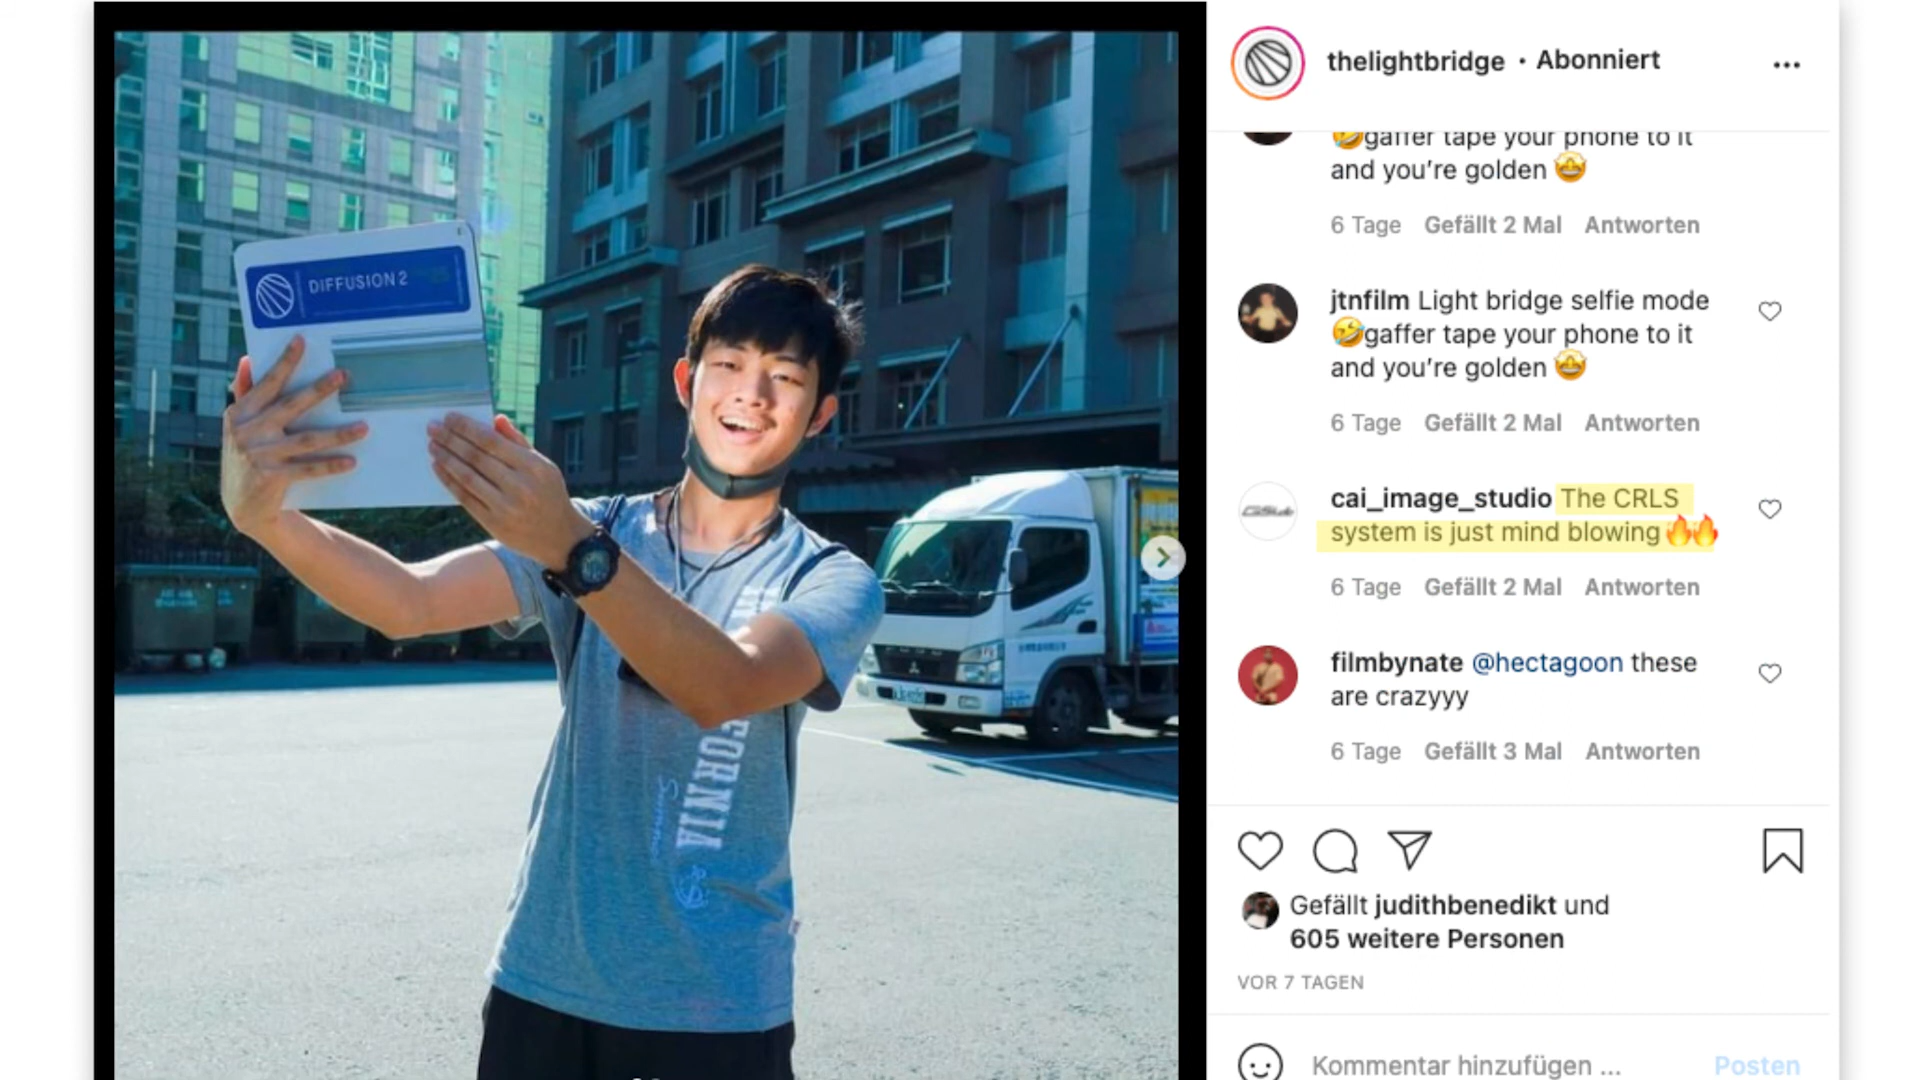 thelightbridge • Abonniert
🤣gaffer tape your phone to it
and you’re golden 🤩
6 Tage Gefällt 2 Mal Antworten
jtnfilm Light bridge selfie mode
🤣gaffer tape your phone to it
and you’re golden 🤩
6 Tage Gefällt 2 Mal Antworten
cai_image_studio The CRLS
system is just mind blowing🔥🔥
6 Tage Gefällt 2 Mal Antworten
filmbynate @hectagoon these
are crazyyy
6 Tage Gefällt 3 Mal Antworten
Gefällt judithbenedikt und
605 weitere Personen
VOR 7 TAGEN
Kommentar hinzufügen ... Posten
DIFFUSION 2
FORNIA